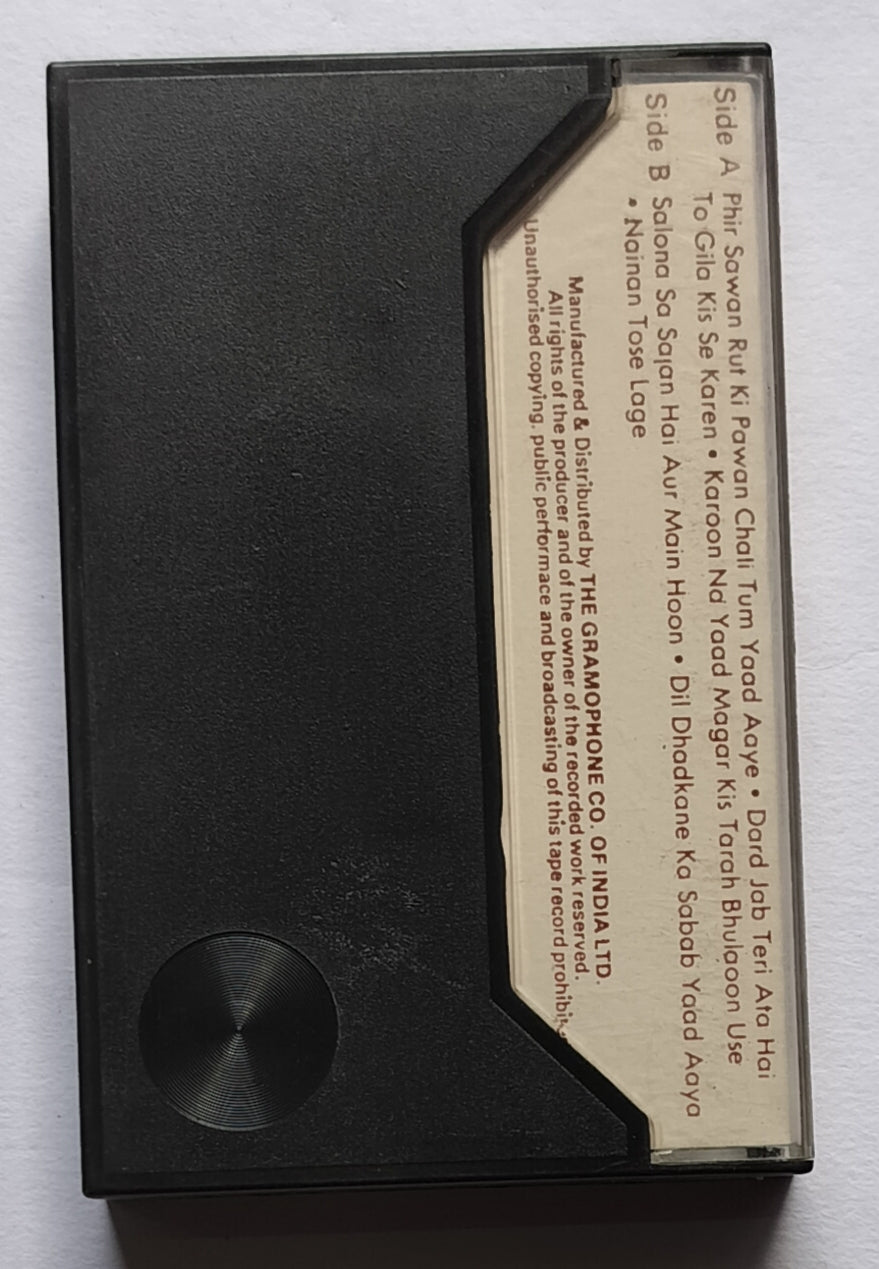 Side A Phir Sawan Rut Ki Pawan Chali Tum Yaad Aaye • Dard Jab Teri Ata Hai
To Gila Kis Se Karen • Karoon Na Yaad Magar Kis Tarah Bhulaoon Use
Side B Salona Sa Sajan Hai Aur Main Hoon • Dil Dhadkane Ka Sabab Yaad Aaya
• Nainan Tose Lage
Manufactured & Distributed by THE GRAMOPHONE CO. OF INDIA LTD.
All rights of the producer and of the owner of the recorded work reserved.
Unauthorised copying, public performace and broadcasting of this tape record